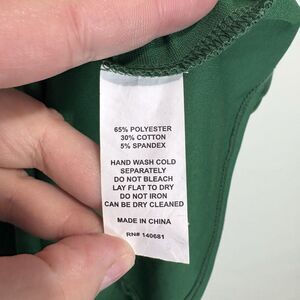 65% POLYESTER
30% COTTON
5% SPANDEX
HAND WASH COLD
SEPARATELY
DO NOT BLEACH
LAY FLAT TO DRY
DO NOT IRON
CAN BE DRY CLEANED
MADE IN CHINA
RN# 140681